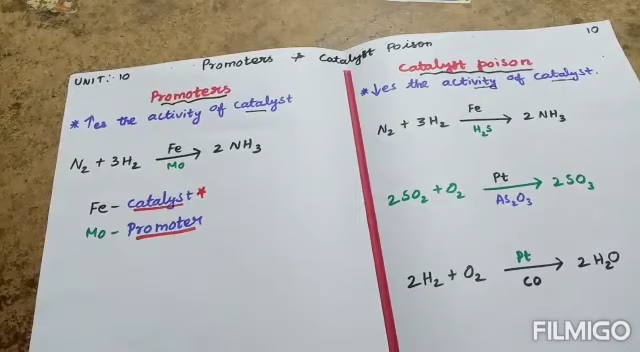 UNIT:- 10
Promoters & Catalyst Poison
10
Promoters
* ↑es the activity of catalyst
N₂ + 3H₂ Fe → Mo 2 NH₃
Fe - Catalyst *
Mo - Promoter
Catalyst poison
* ↓es the activity of catalyst.
N₂ + 3H₂ Fe → H₂S 2 NH₃
2SO₂ + O₂ Pt → As₂O₃ 2SO₃
2H₂ + O₂ Pt → CO 2H₂O
FILMIGO